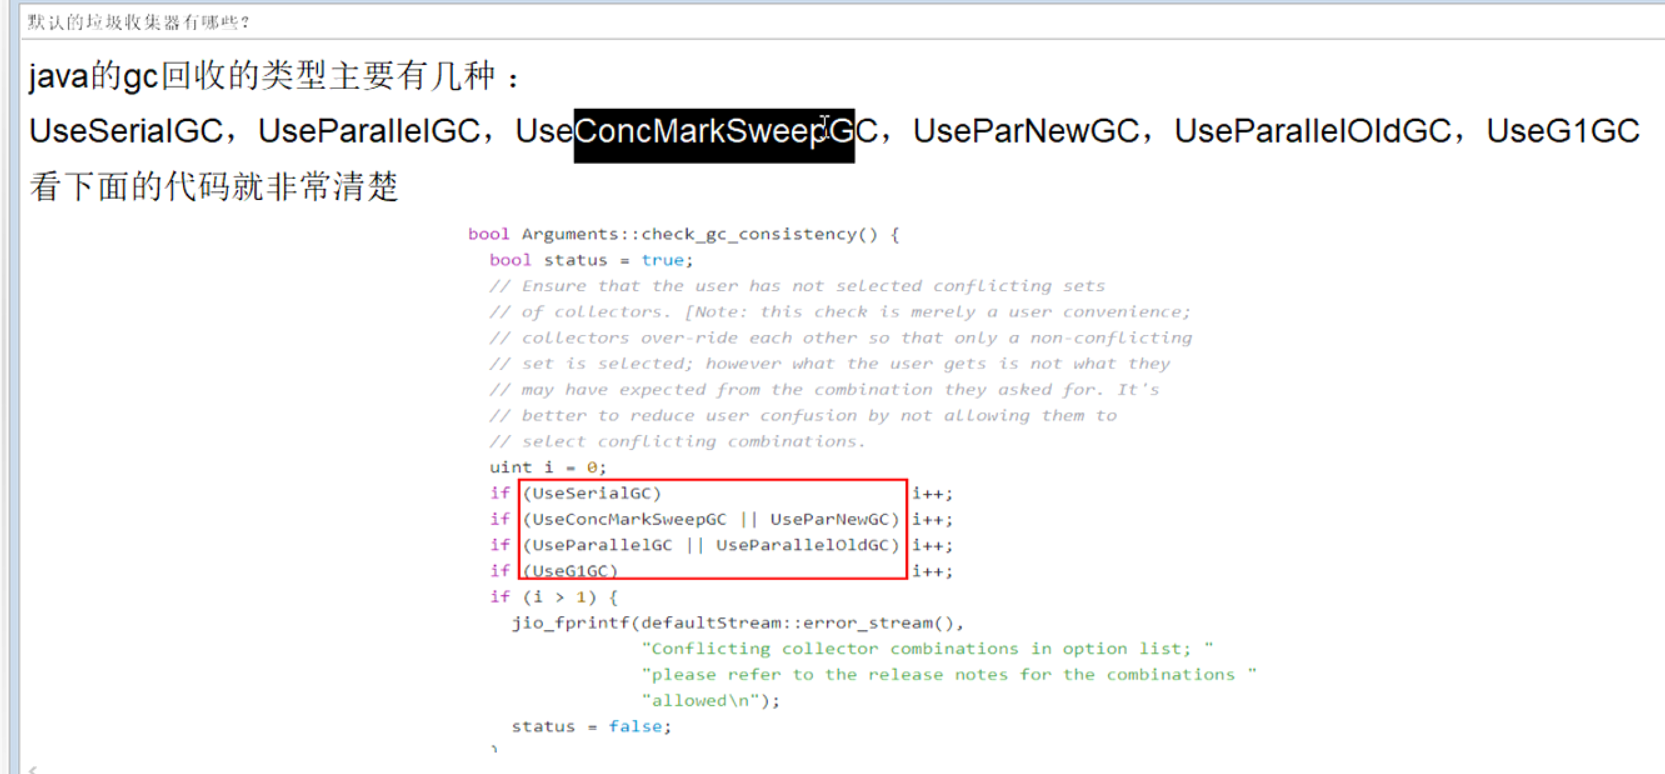 默认的垃圾收集器有哪些?
java的gc回收的类型主要有几种：
UseSerialGC，UseParallelGC，UseConcMarkSweepGC，UseParNewGC，UseParallelOldGC，UseG1GC
看下面的代码就非常清楚
bool Arguments::check_gc_consistency() {
bool status = true;
// Ensure that the user has not selected conflicting sets
// of collectors. [Note: this check is merely a user convenience;
// collectors over-ride each other so that only a non-conflicting
// set is selected; however what the user gets is not what they
// may have expected from the combination they asked for. It's
// better to reduce user confusion by not allowing them to
// select conflicting combinations.
uint i = 0;
if (UseSerialGC) i++;
if (UseConcMarkSweepGC || UseParNewGC) i++;
if (UseParallelGC || UseParallelOldGC) i++;
if (UseG1GC) i++;
if (i > 1) {
jio_fprintf(defaultStream::error_stream(),
"Conflicting collector combinations in option list; "
"please refer to the release notes for the combinations "
"allowed\n");
status = false;
}